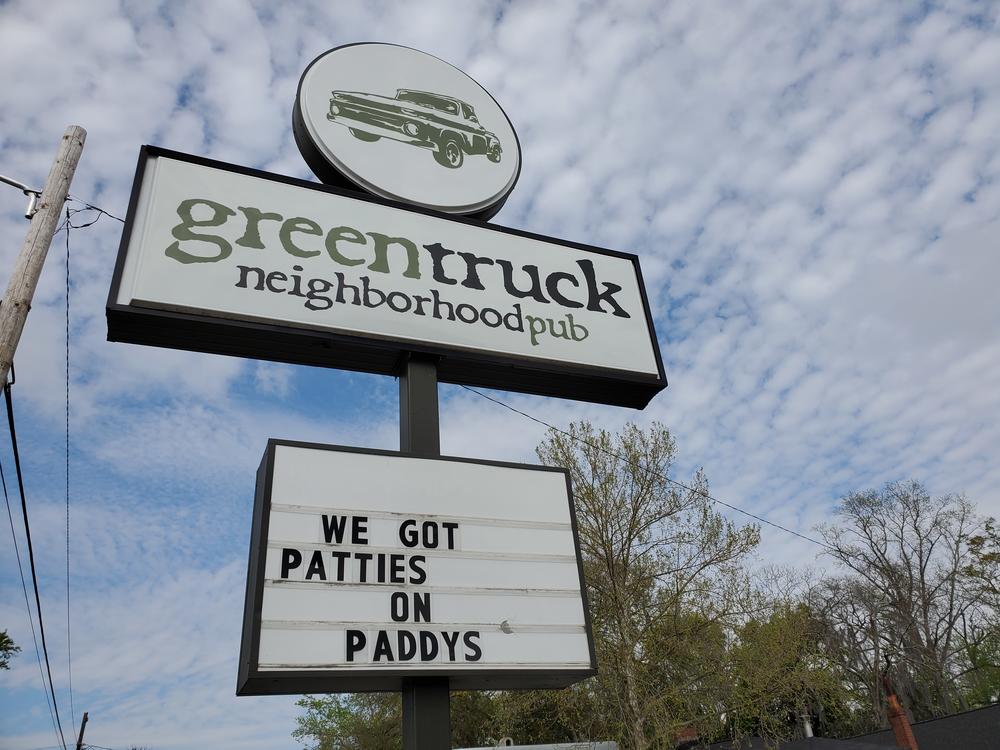 greentruck
neighborhoodpub
WE GOT
PATTIES
ON
PADDYS